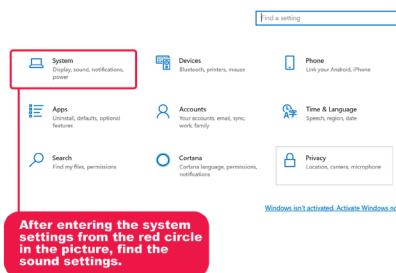 Find a setting
System
Display, sound, notifications,
power
Devices
Bluetooth, printers, mouse
Phone
Link your Android, iPhone
Apps
Uninstall, defaults, optional
features
Accounts
Your accounts, email, sync,
work, family
Time & Language
Speech, region, date
Search
Find my files, permissions
Cortana
Cortana language, permissions,
notifications
Privacy
Location, camera, microphone
Windows isn't activated. Activate Windows no
After entering the system
settings from the red circle
in the picture, find the
sound settings.